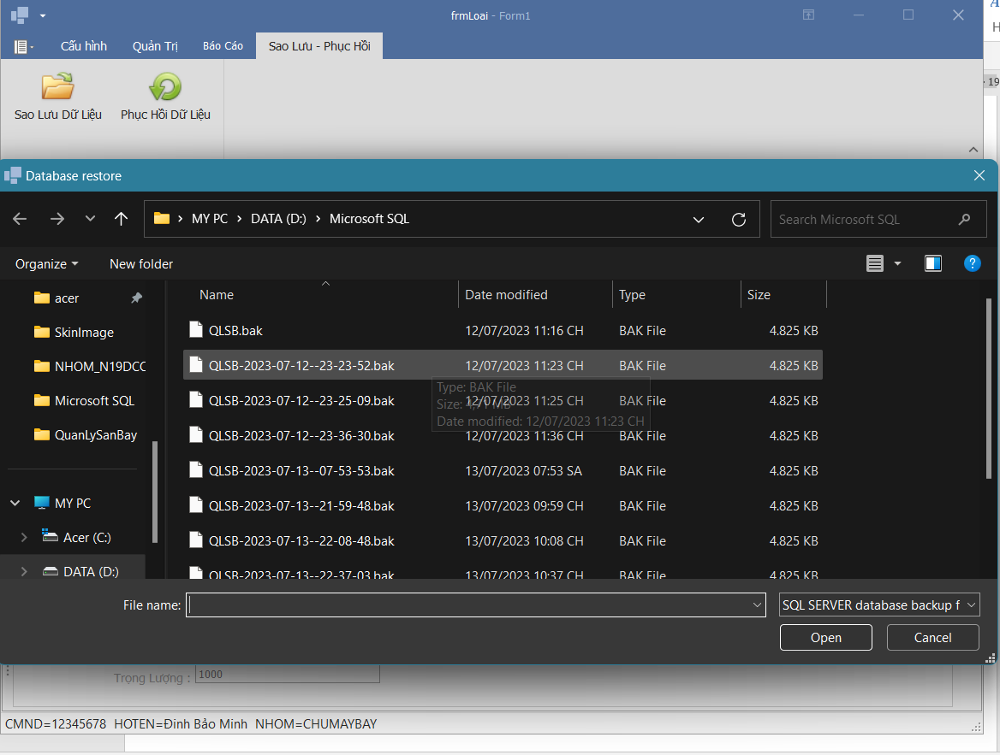 frmLoai - Form1
Cấu hình Quản Trị Báo Cáo Sao Lưu - Phục Hồi
Sao Lưu Dữ Liệu Phục Hồi Dữ Liệu
19
Database restore
MY PC > DATA (D:) > Microsoft SQL Search Microsoft SQL
Organize New folder
acer
SkinImage
NHOM_N19DCC
Microsoft SQL
QuanLySanBay
MY PC
Acer (C:)
DATA (D:)
Name Date modified Type Size
QLSB.bak 12/07/2023 11:16 CH BAK File 4.825 KB
QLSB-2023-07-12--23-23-52.bak 12/07/2023 11:23 CH BAK File 4.825 KB
QLSB-2023-07-12--23-25-09.bak 12/07/2023 11:25 CH BAK File 4.825 KB
QLSB-2023-07-12--23-36-30.bak 12/07/2023 11:36 CH BAK File 4.825 KB
QLSB-2023-07-13--07-53-53.bak 13/07/2023 07:53 SA BAK File 4.825 KB
QLSB-2023-07-13--21-59-48.bak 13/07/2023 09:59 CH BAK File 4.825 KB
QLSB-2023-07-13--22-08-48.bak 13/07/2023 10:08 CH BAK File 4.825 KB
QLSB-2023-07-13--22-37-03.bak 13/07/2023 10:37 CH BAK File 4.825 KB
Type: BAK File
Size: 4,71 MB
Date modified: 12/07/2023 11:23 CH
File name: SQL SERVER database backup f
Open Cancel
Trọng Lượng : 1000
CMND=12345678 HOTEN=Đinh Bảo Minh NHOM=CHUMAYBAY